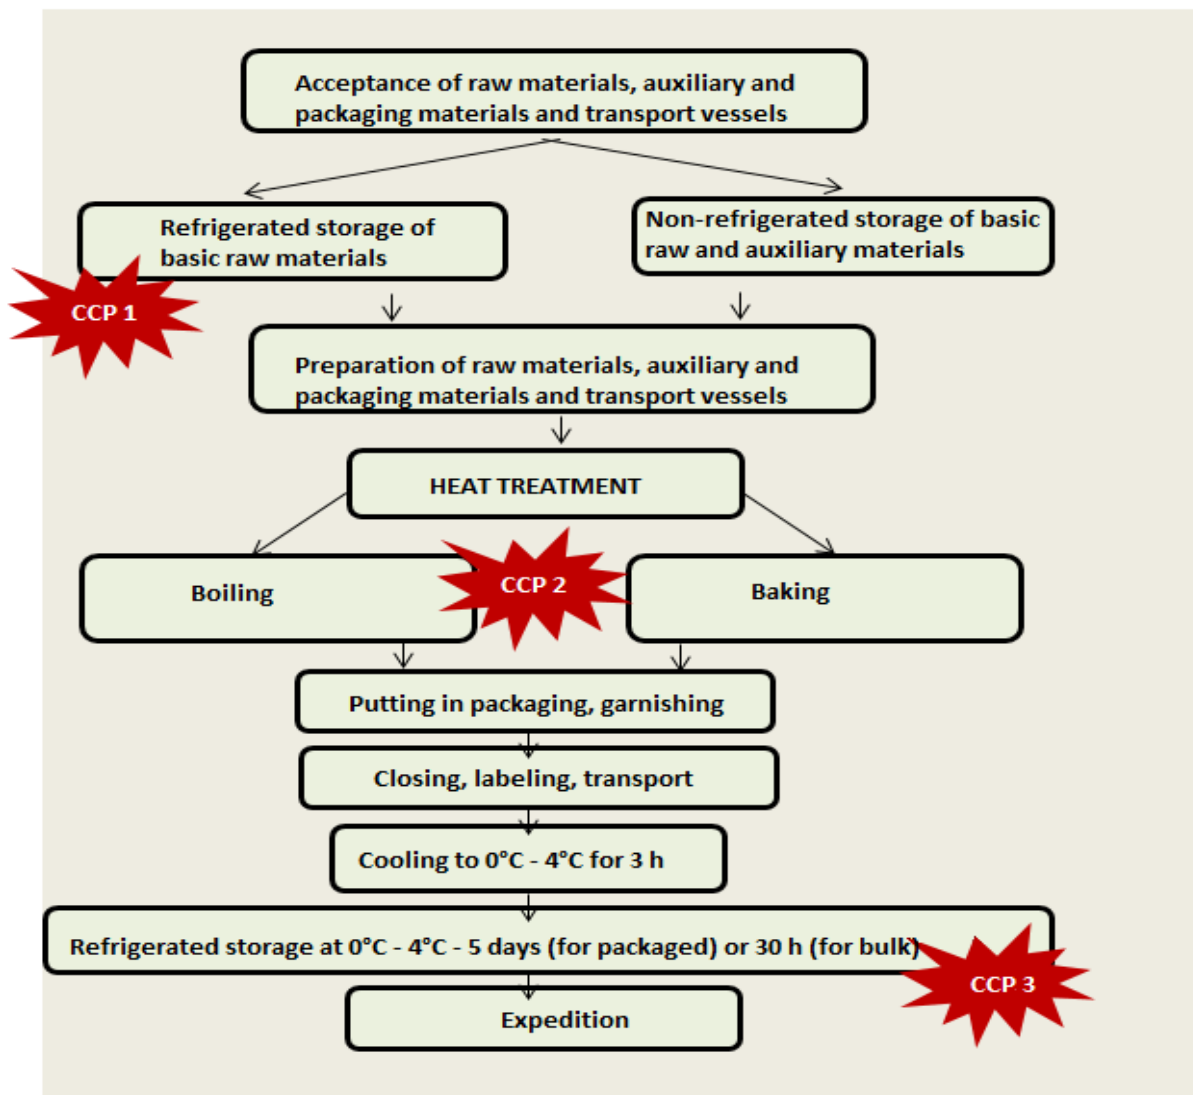 Acceptance of raw materials, auxiliary and
packaging materials and transport vessels
Refrigerated storage of
basic raw materials
Non-refrigerated storage of basic
raw and auxiliary materials
CCP 1
Preparation of raw materials, auxiliary and
packaging materials and transport vessels
HEAT TREATMENT
Boiling
CCP 2
Baking
Putting in packaging, garnishing
Closing, labeling, transport
Cooling to 0°C - 4°C for 3 h
Refrigerated storage at 0°C - 4°C - 5 days (for packaged) or 30 h (for bulk)
CCP 3
Expedition